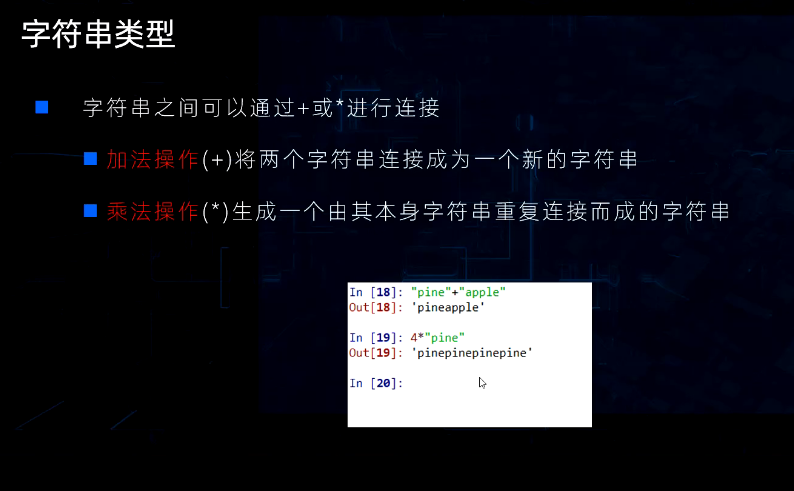 字符串类型
字符串之间可以通过+或*进行连接
加法操作(+)将两个字符串连接成为一个新的字符串
乘法操作(*)生成一个由其本身字符串重复连接而成的字符串
In [18]: "pine"+"apple"
Out[18]: 'pineapple'
In [19]: 4*"pine"
Out[19]: 'pinepinepinepine'
In [20]: